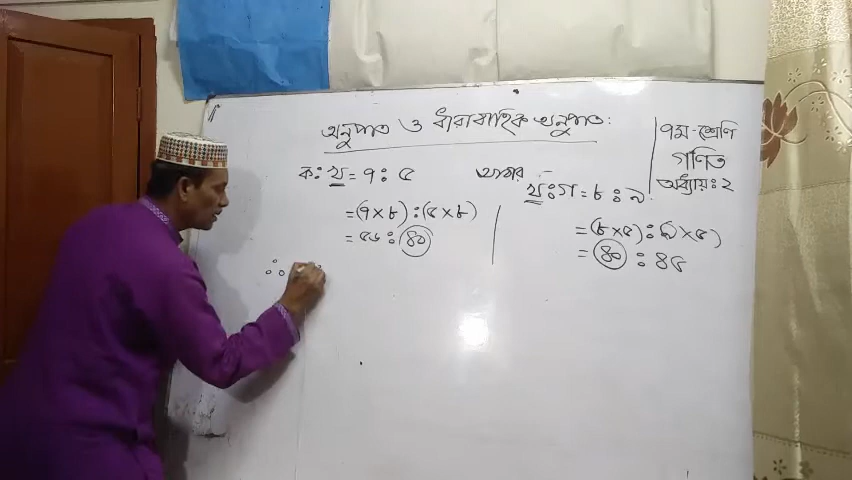 অনুপাত ও ধারাবাহিক অনুপাত:
৭ম-শ্রেণি
গণিত
অধ্যায়ঃ ২
ক: খ = ৭ : ৫
= (৭ × ৮) : (৫ × ৮)
= ৫৬ : ৪০
∴
আবার
খ : গ = ৮ : ৯
= (৮ × ৫) : (৯ × ৫)
= ৪০ : ৪৫